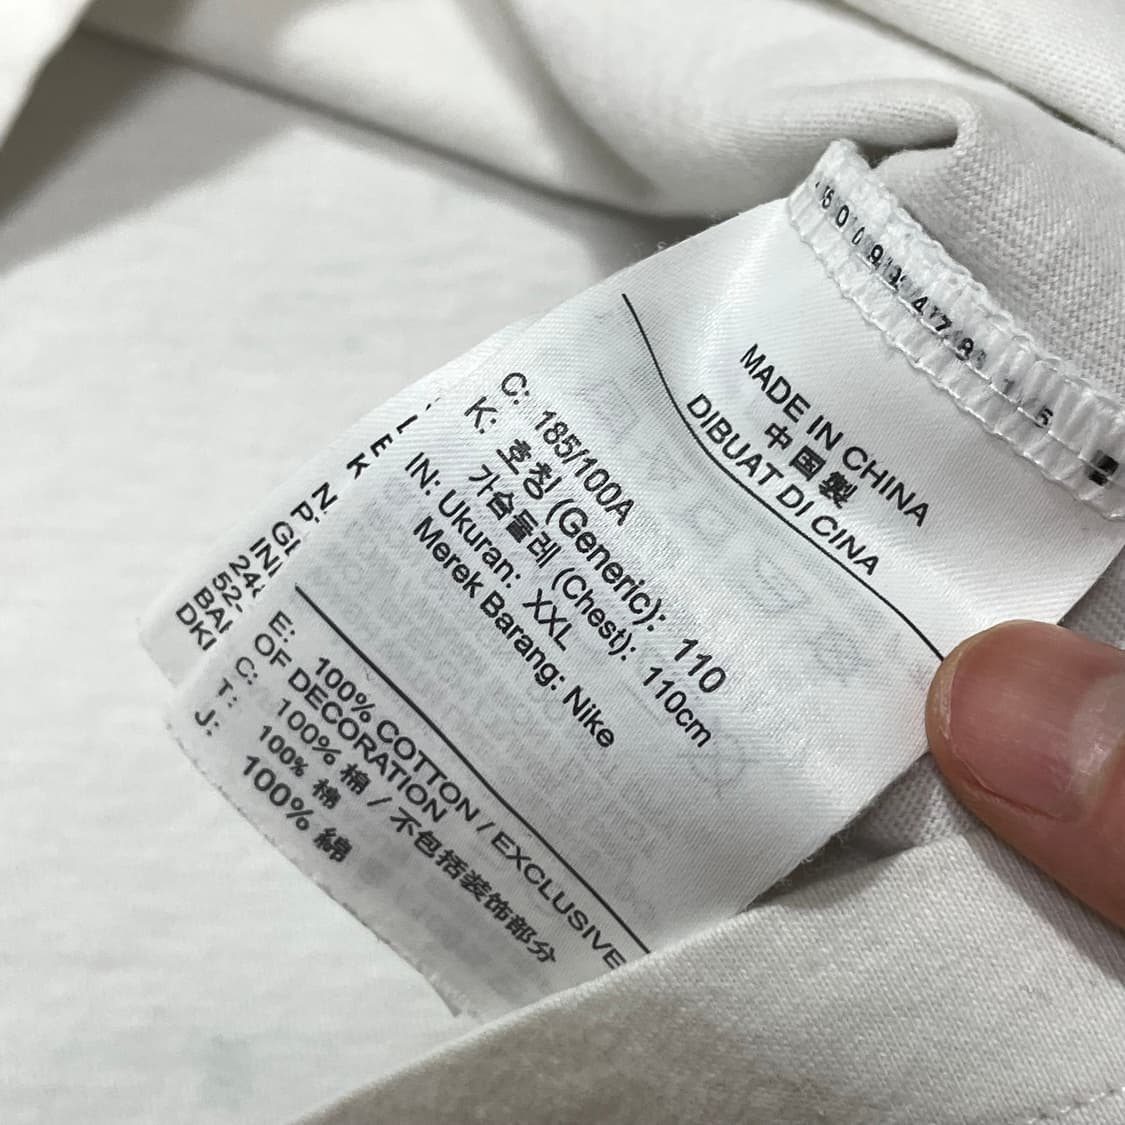 MADE IN CHINA
中国製
DIBUAT DI CINA
C: 185/100A
K: 호칭 (Generic): 110
가슴둘레 (Chest): 110cm
IN: Ukuran: XXL
Merek Barang: Nike
E: 100% COTTON / EXCLUSIVE
OF DECORATION
C: 100% 棉 / 不包括装饰部分
T: 100% 棉
J: 100% 綿